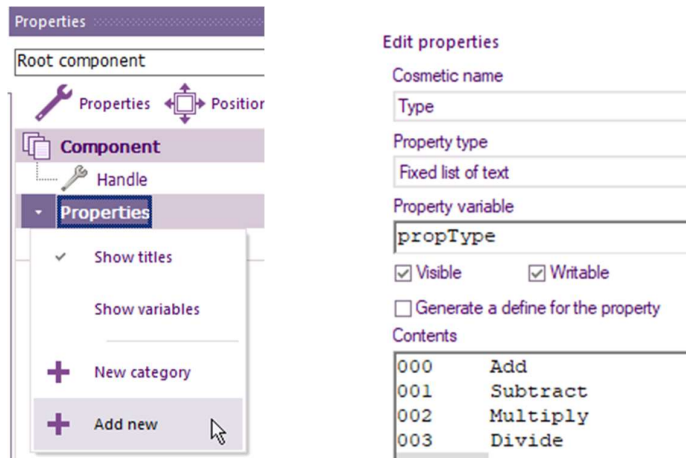 Properties
Root component
Properties Position
Component
Handle
Properties
Show titles
Show variables
New category
Add new
Edit properties
Cosmetic name
Type
Property type
Fixed list of text
Property variable
propType
Visible Writable
Generate a define for the property
Contents
000 Add
001 Subtract
002 Multiply
003 Divide